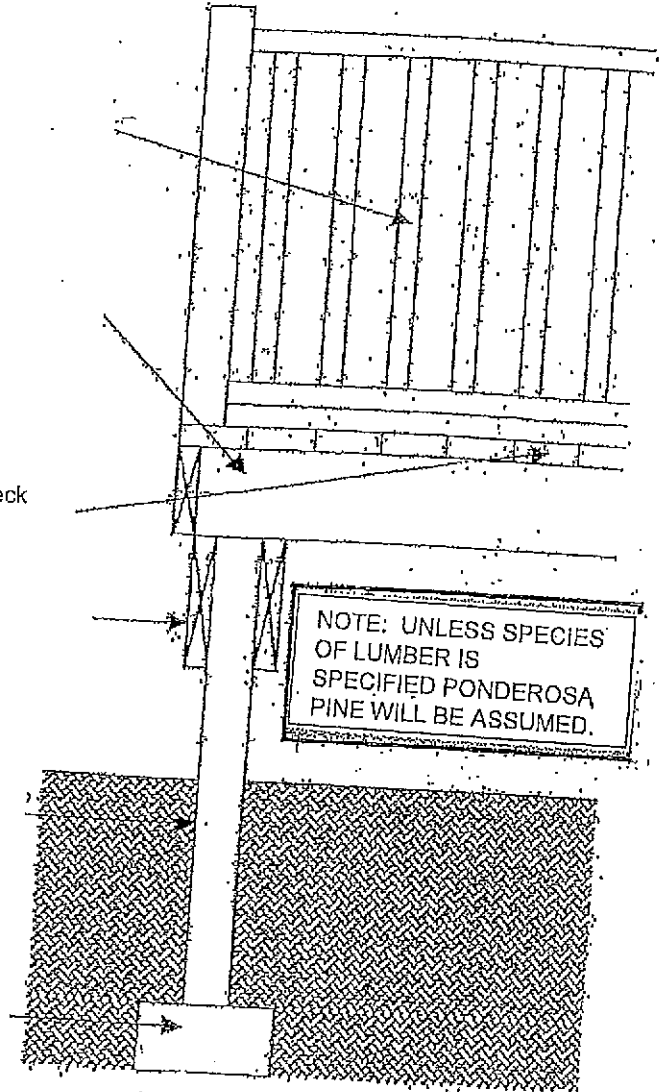 eck
NOTE: UNLESS SPECIES
OF LUMBER IS
SPECIFIED PONDEROSA
PINE WILL BE ASSUMED.